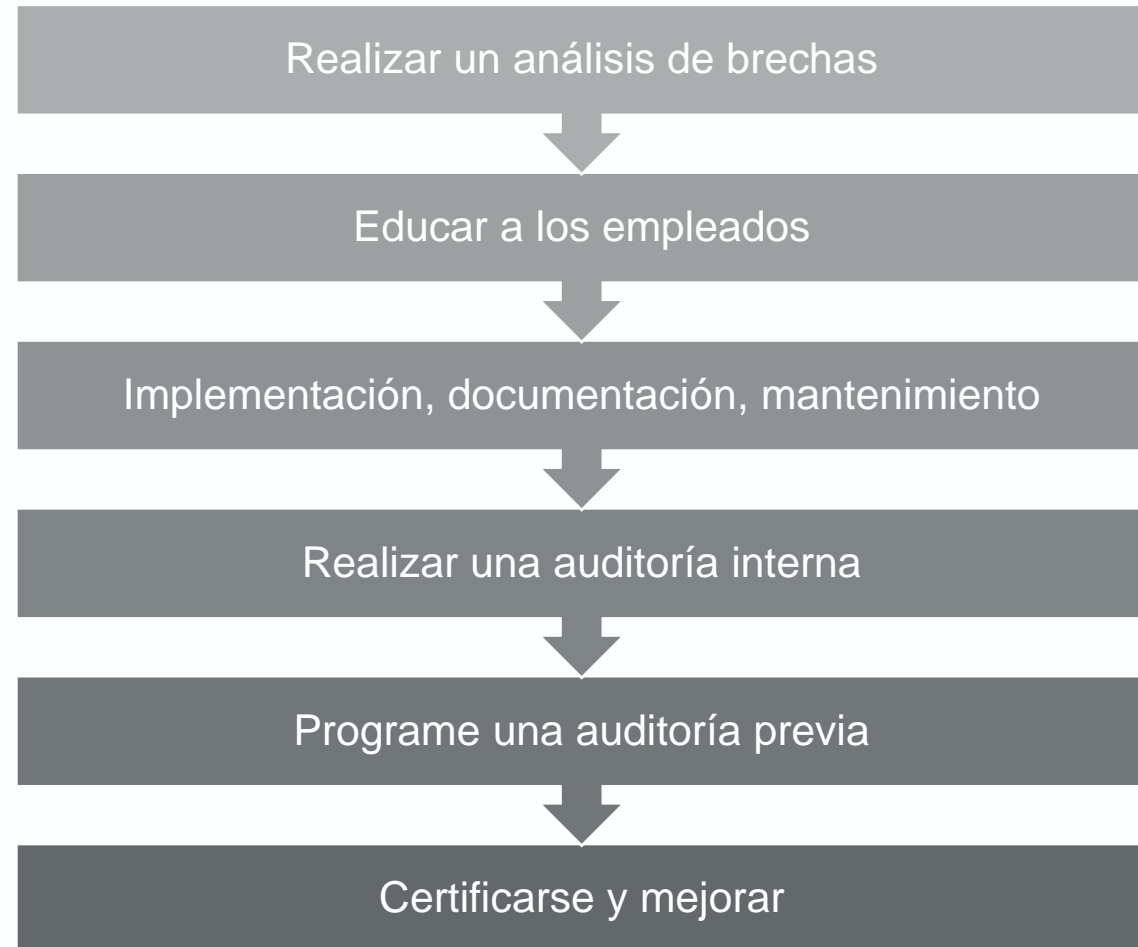 Realizar un análisis de brechas
Educar a los empleados
Implementación, documentación, mantenimiento
Realizar una auditoría interna
Programe una auditoría previa
Certificarse y mejorar